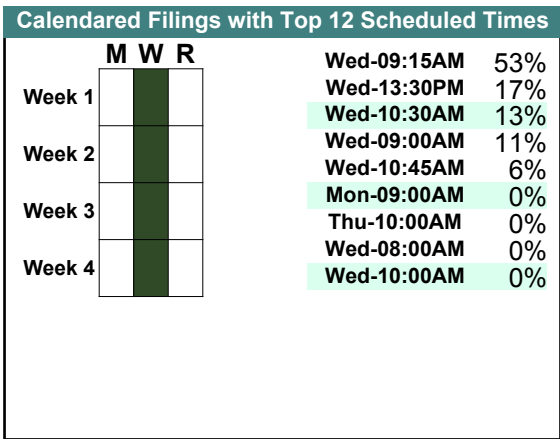 Calendared Filings with Top 12 Scheduled Times
M W R
Week 1
Week 2
Week 3
Week 4
Wed-09:15AM 53%
Wed-13:30PM 17%
Wed-10:30AM 13%
Wed-09:00AM 11%
Wed-10:45AM 6%
Mon-09:00AM 0%
Thu-10:00AM 0%
Wed-08:00AM 0%
Wed-10:00AM 0%